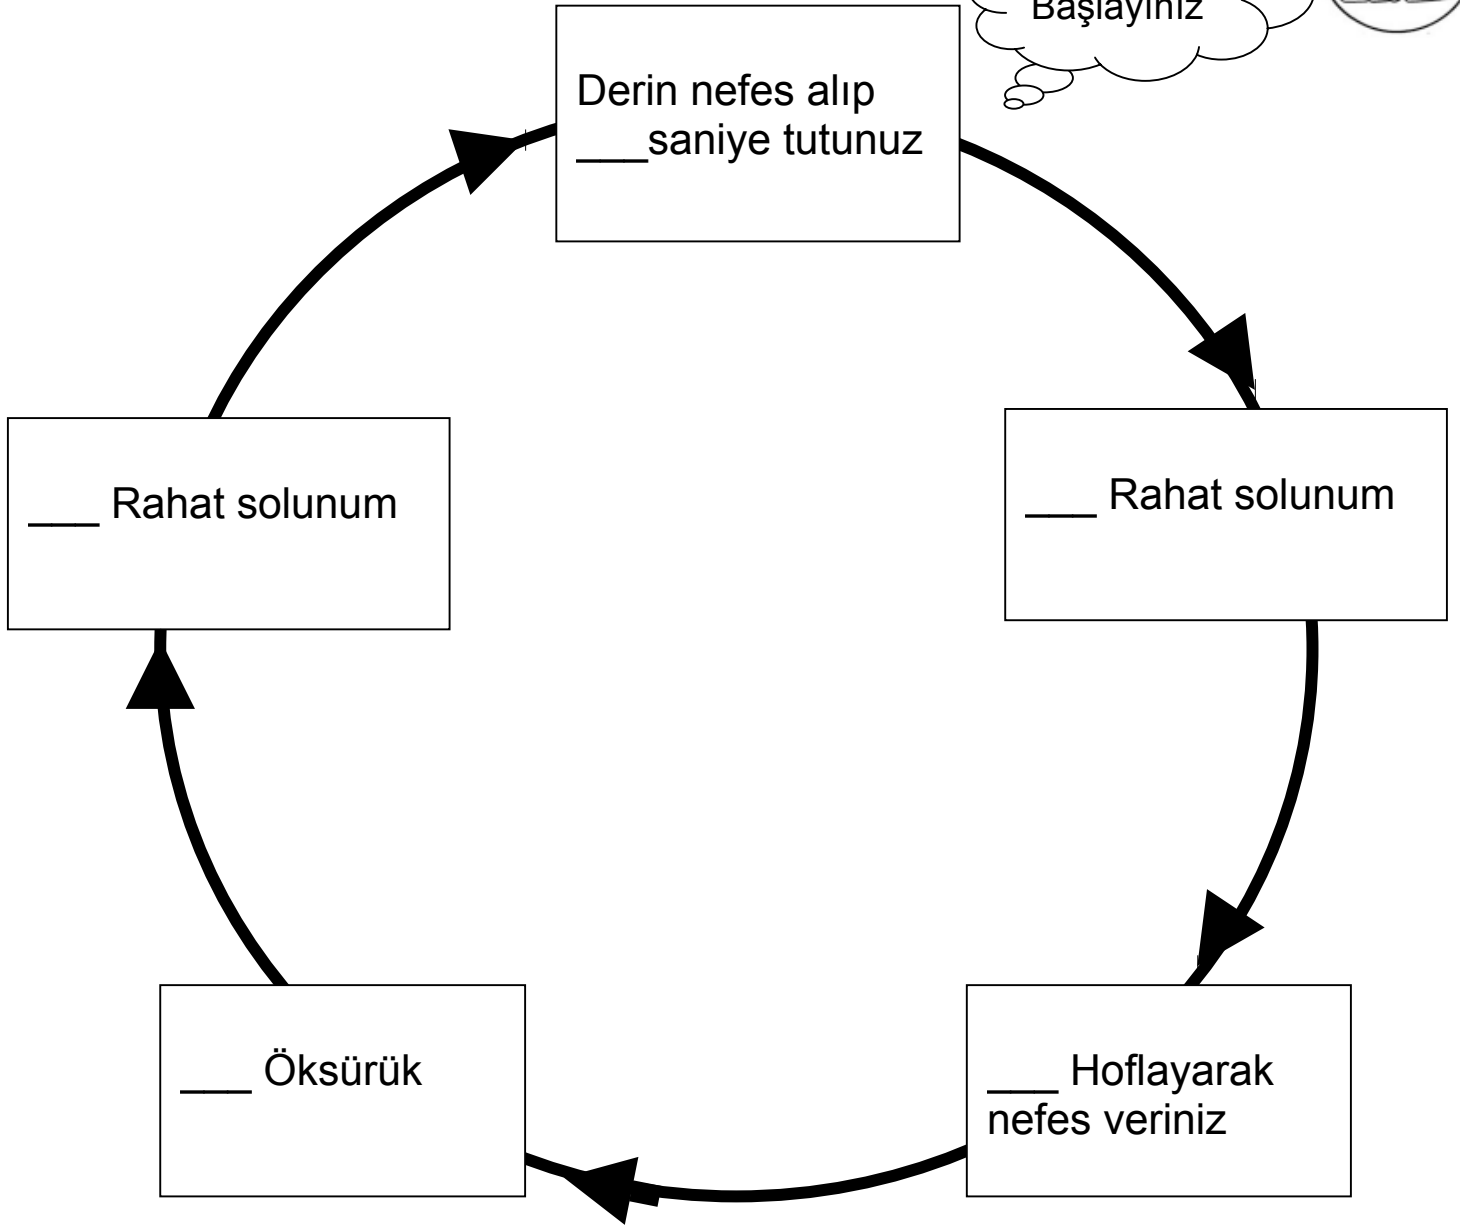 Başlayınız
Derin nefes alıp
___saniye tutunuz
___ Rahat solunum
___ Rahat solunum
___ Öksürük
___ Hoflayarak
nefes veriniz